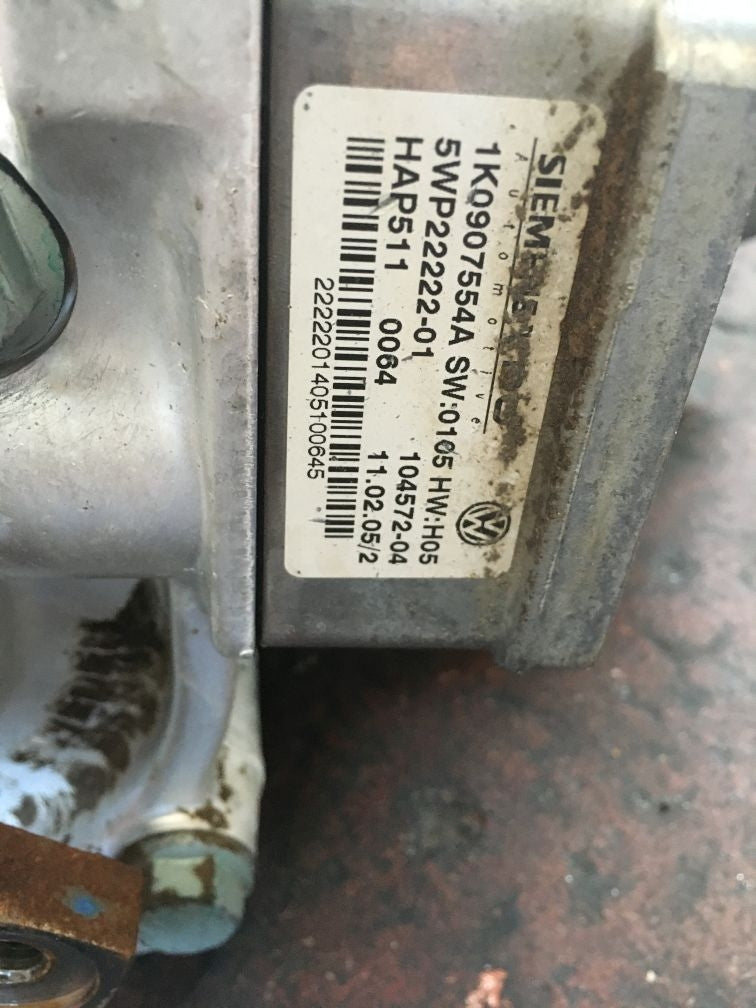 SIEMENS VDO
Automotive
1K0907554A SW:0105 HW:H05
5WP22222-01 104572-04
HAP511 0064 11.02.05/2
2222201405100645